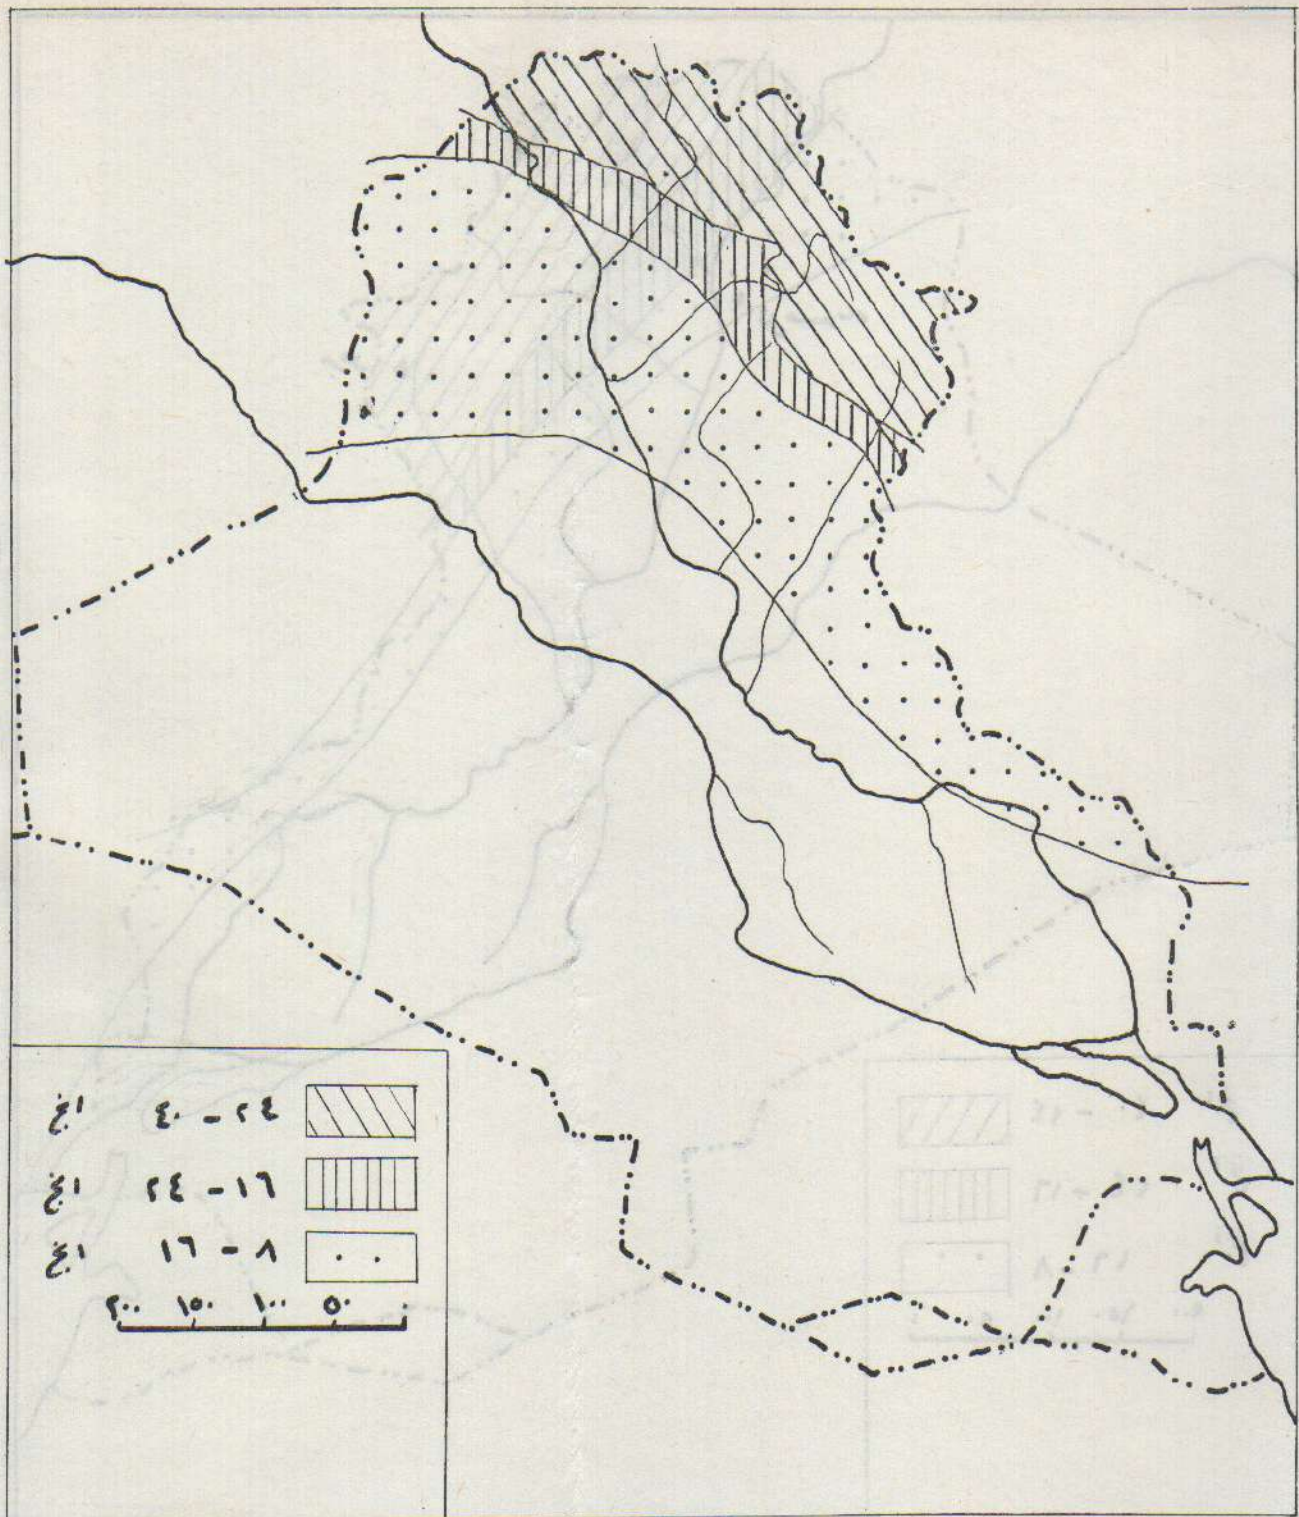 ٢٤ - ٤٠ انج
١٦ - ٢٤ انج
٨ - ١٦ انج
٠ ٥٠ ١٠٠ ١٥٠ ٢٠٠